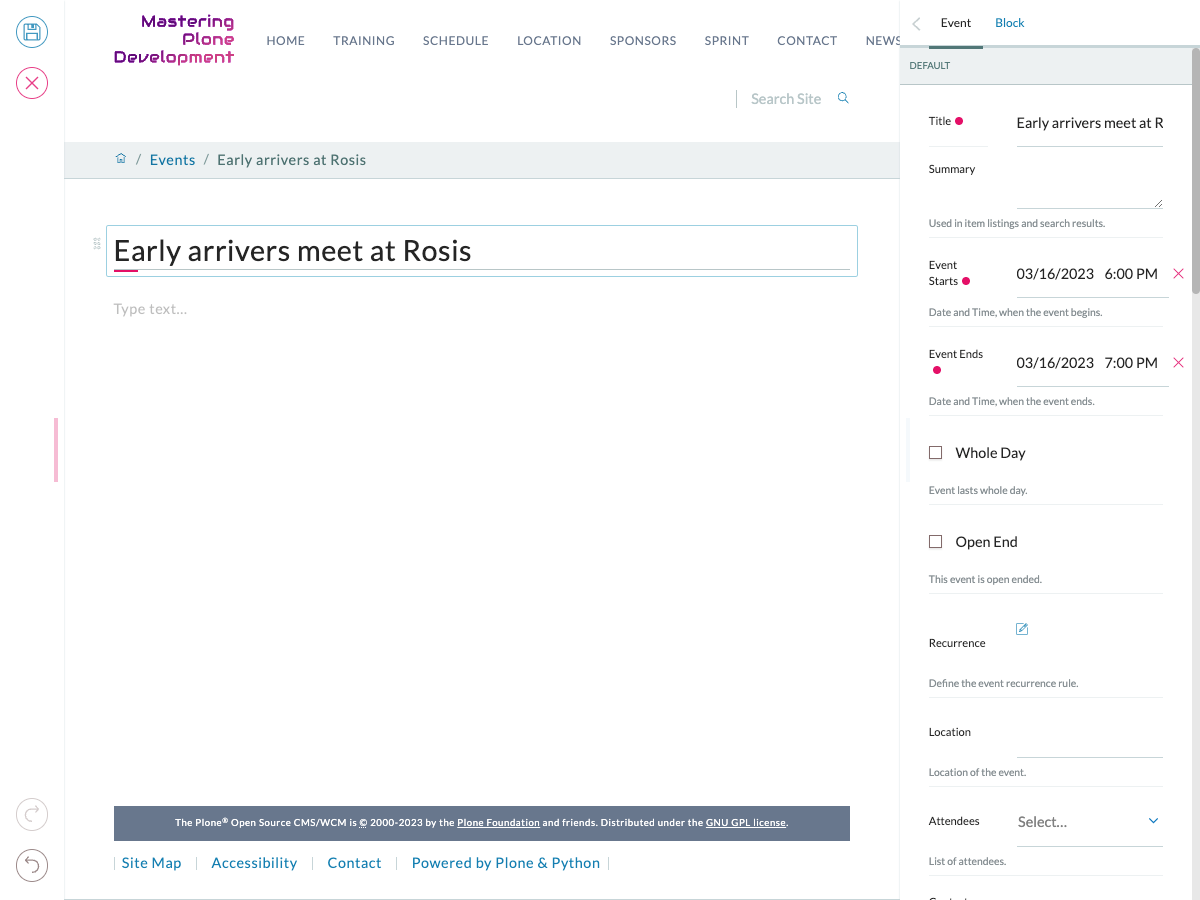 Mastering
Plone
Development
HOME TRAINING SCHEDULE LOCATION SPONSORS SPRINT CONTACT NEWS
Search Site
/ Events / Early arrivers at Rosis
Early arrivers meet at Rosis
Type text...
The Plone® Open Source CMS/WCM is © 2000-2023 by the Plone Foundation and friends. Distributed under the GNU GPL license.
Site Map Accessibility Contact Powered by Plone & Python
Event Block
DEFAULT
Title Early arrivers meet at R
Summary
Used in item listings and search results.
Event
Starts 03/16/2023 6:00 PM
Date and Time, when the event begins.
Event Ends 03/16/2023 7:00 PM
Date and Time, when the event ends.
Whole Day
Event lasts whole day.
Open End
This event is open ended.
Recurrence
Define the event recurrence rule.
Location
Location of the event.
Attendees Select...
List of attendees.